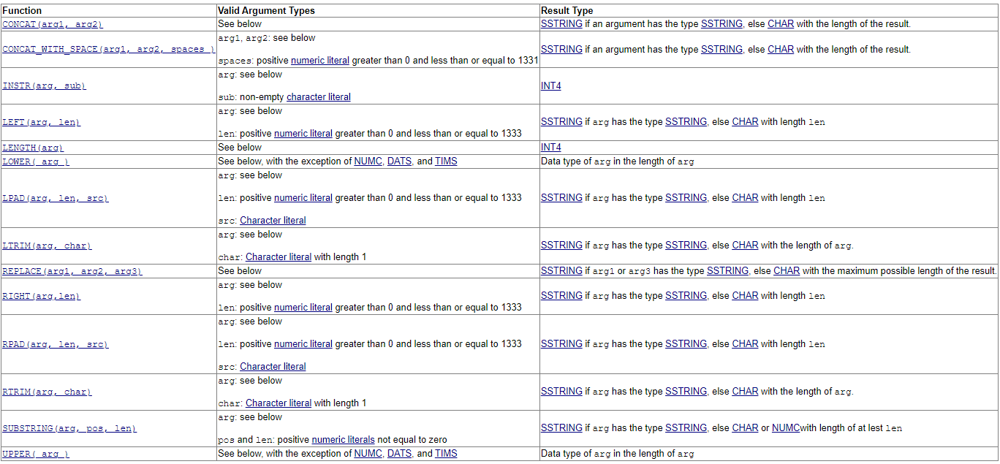 Function Valid Argument Types Result Type
CONCAT(arg1, arg2) See below SSTRING if an argument has the type SSTRING, else CHAR with the length of the result.
CONCAT_WITH_SPACE(arg1, arg2, spaces ) arg1, arg2: see below
spaces: positive numeric literal greater than 0 and less than or equal to 1331
SSTRING if an argument has the type SSTRING, else CHAR with the length of the result.
INSTR(arg, sub) arg: see below
sub: non-empty character literal
INT4
LEFT(arg, len) arg: see below
len: positive numeric literal greater than 0 and less than or equal to 1333
SSTRING if arg has the type SSTRING, else CHAR with length len
LENGTH(arg) See below INT4
LOWER( arg ) See below, with the exception of NUMC, DATS, and TIMS Data type of arg in the length of arg
LPAD(arg, len, src) arg: see below
len: positive numeric literal greater than 0 and less than or equal to 1333
src: Character literal
SSTRING if arg has the type SSTRING, else CHAR with length len
LTRIM(arg, char) arg: see below
char: Character literal with length 1
SSTRING if arg has the type SSTRING, else CHAR with the length of arg.
REPLACE(arg1, arg2, arg3) See below SSTRING if arg1 or arg3 has the type SSTRING, else CHAR with the maximum possible length of the result.
RIGHT(arg,len) arg: see below
len: positive numeric literal greater than 0 and less than or equal to 1333
SSTRING if arg has the type SSTRING, else CHAR with length len
RPAD(arg, len, src) arg: see below
len: positive numeric literal greater than 0 and less than or equal to 1333
src: Character literal
SSTRING if arg has the type SSTRING, else CHAR with length len
RTRIM(arg, char) arg: see below
char: Character literal with length 1
SSTRING if arg has the type SSTRING, else CHAR with the length of arg.
SUBSTRING(arg, pos, len) arg: see below
pos and len: positive numeric literals not equal to zero
SSTRING if arg has the type SSTRING, else CHAR or NUMCwith length of at lest len
UPPER( arg ) See below, with the exception of NUMC, DATS, and TIMS Data type of arg in the length of arg